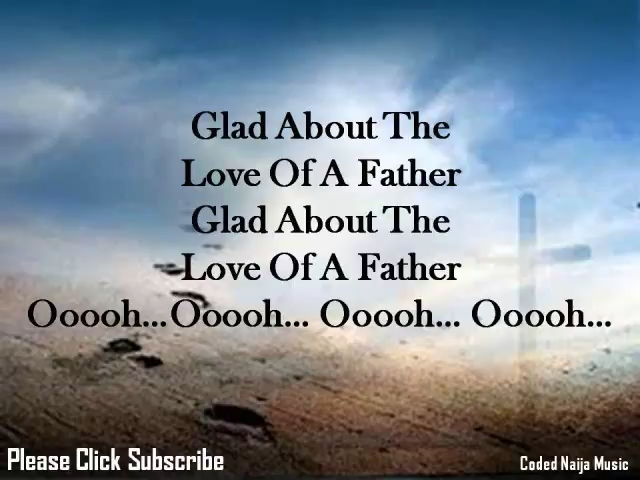 Glad About The
Love Of A Father
Glad About The
Love Of A Father
Ooooh...Ooooh... Ooooh... Ooooh...
Please Click Subscribe
Coded Naija Music